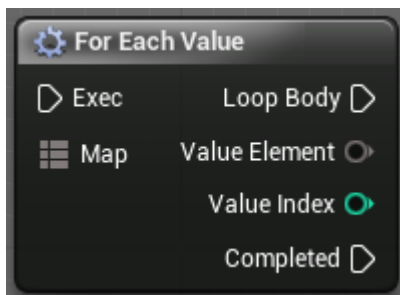 For Each Value
Exec Loop Body
Map Value Element
Value Index
Completed